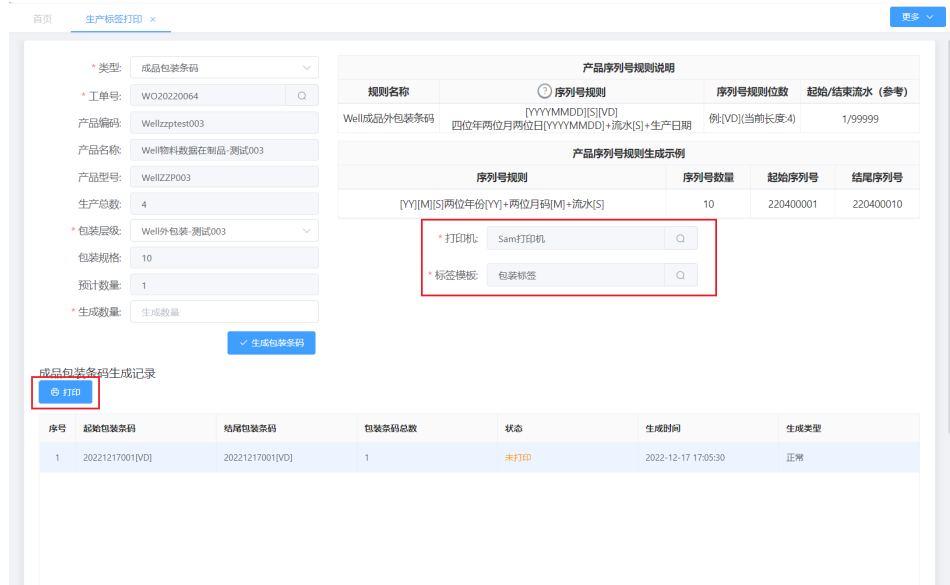 首页
生产标签打印 ×
更多
* 类型: 成品包装条码
* 工单号: WO20220064
产品编码: Wellzzptest003
产品名称: Well物料数据在制品-测试003
产品型号: WellZZP003
生产总数: 4
* 包装层级: Well外包装-测试003
包装规格: 10
预计数量: 1
* 生成数量: 生成数量
生成包装条码
产品序列号规则说明
规则名称 ? 序列号规则 序列号规则位数 起始/结束流水（参考）
Well成品外包装条码 [YYYYMMDD][S][VD] 例:[VD](当前长度:4) 1/99999
四位年两位月两位日[YYYYMMDD]+流水[S]+生产日期
产品序列号规则生成示例
序列号规则 序列号数量 起始序列号 结尾序列号
[YY][M][S]两位年份[YY]+两位月码[M]+流水[S] 10 220400001 220400010
* 打印机: Sam打印机
* 标签模板: 包装标签
成品包装条码生成记录
打印
序号 起始包装条码 结尾包装条码 包装条码总数 状态 生成时间 生成类型
1 20221217001[VD] 20221217001[VD] 1 未打印 2022-12-17 17:05:30 正常